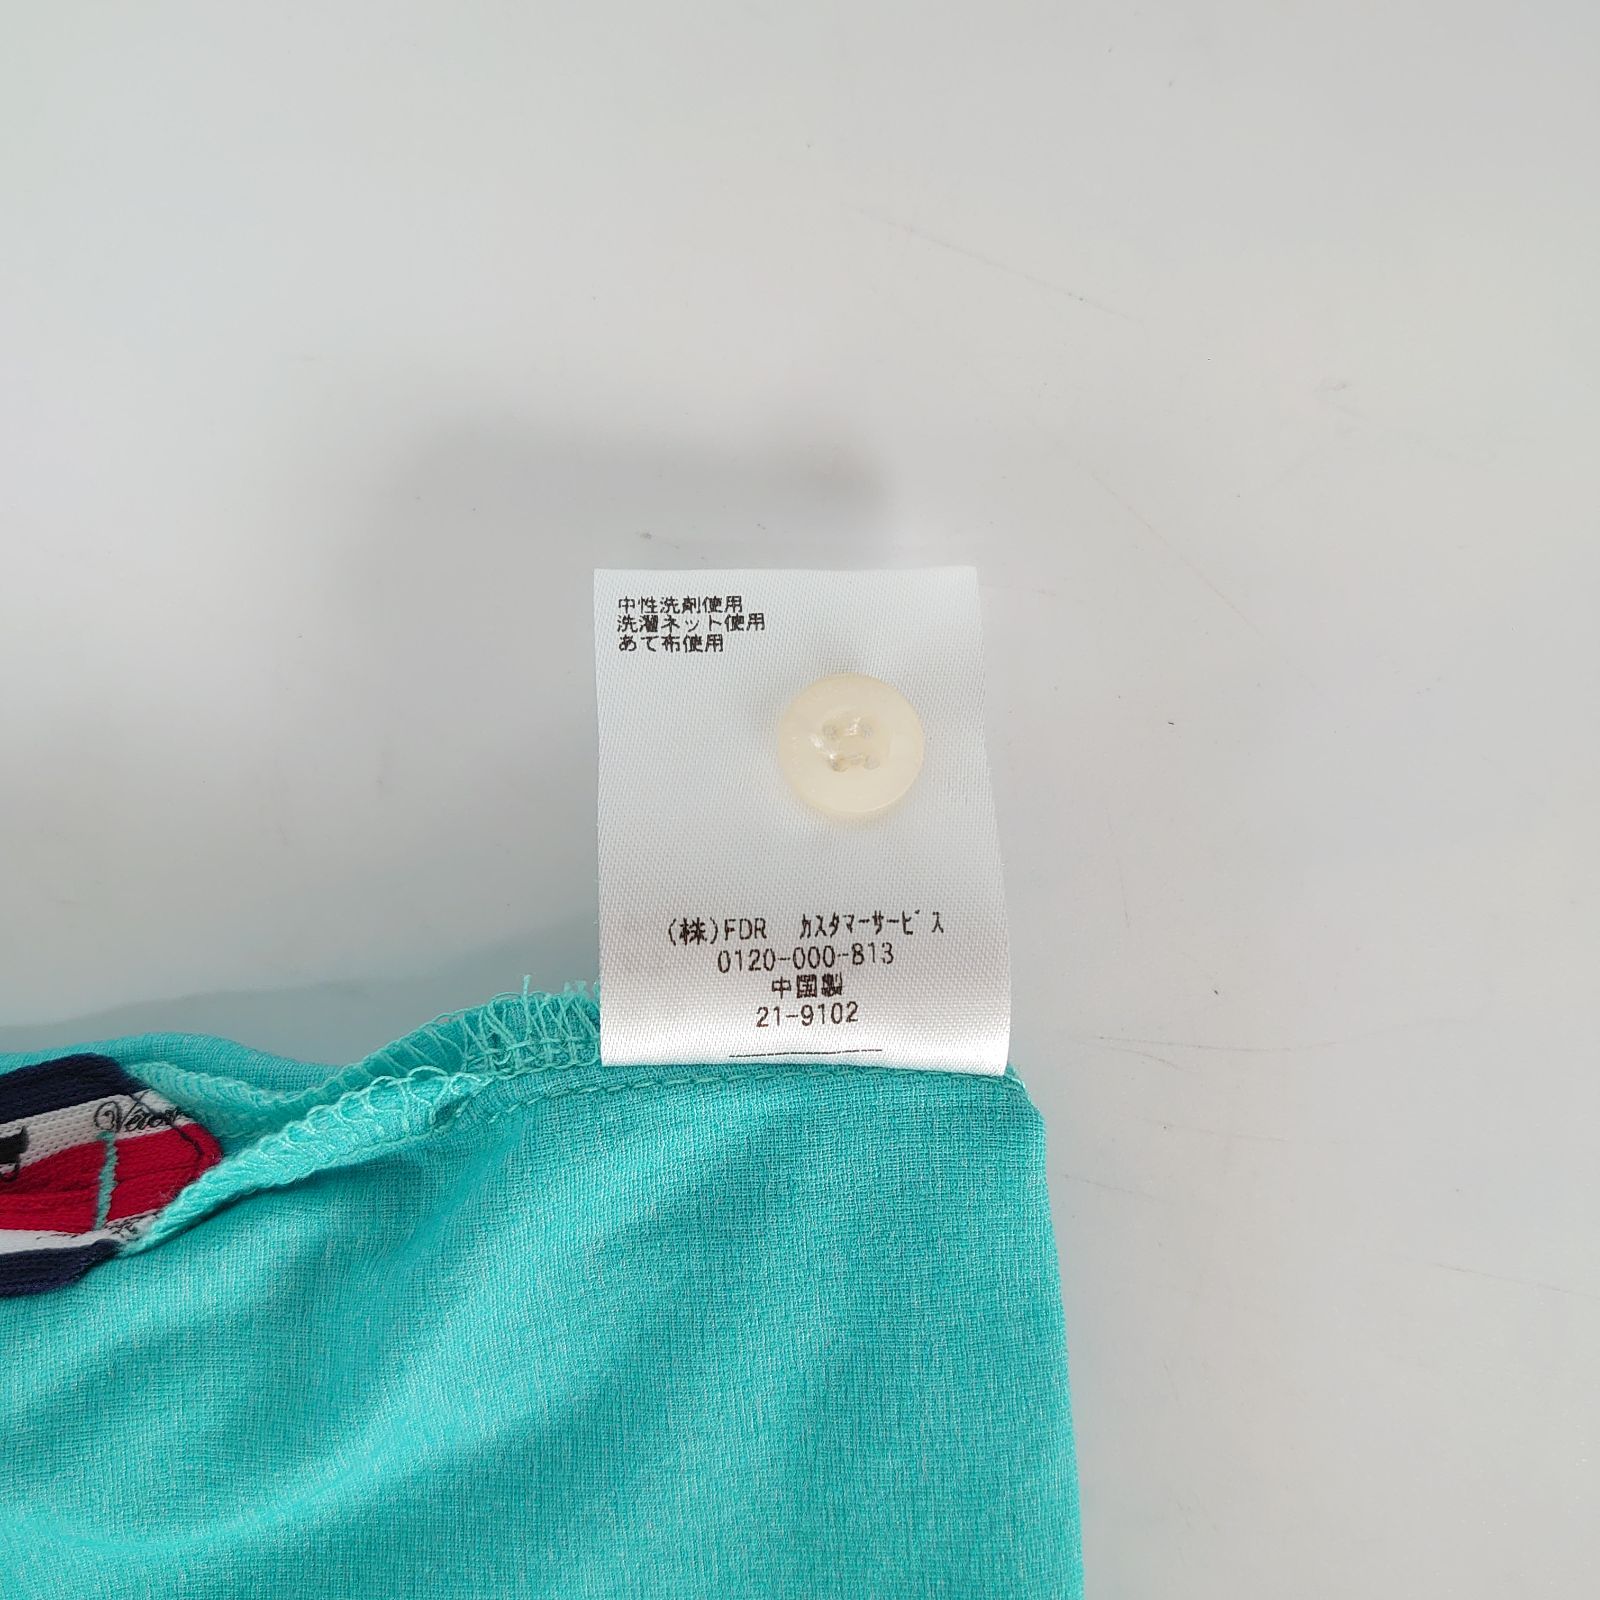 中性洗剤使用
洗濯ネット使用
あて布使用
(株)FDR カスタマーサービス
0120-000-813
中国製
21-9102